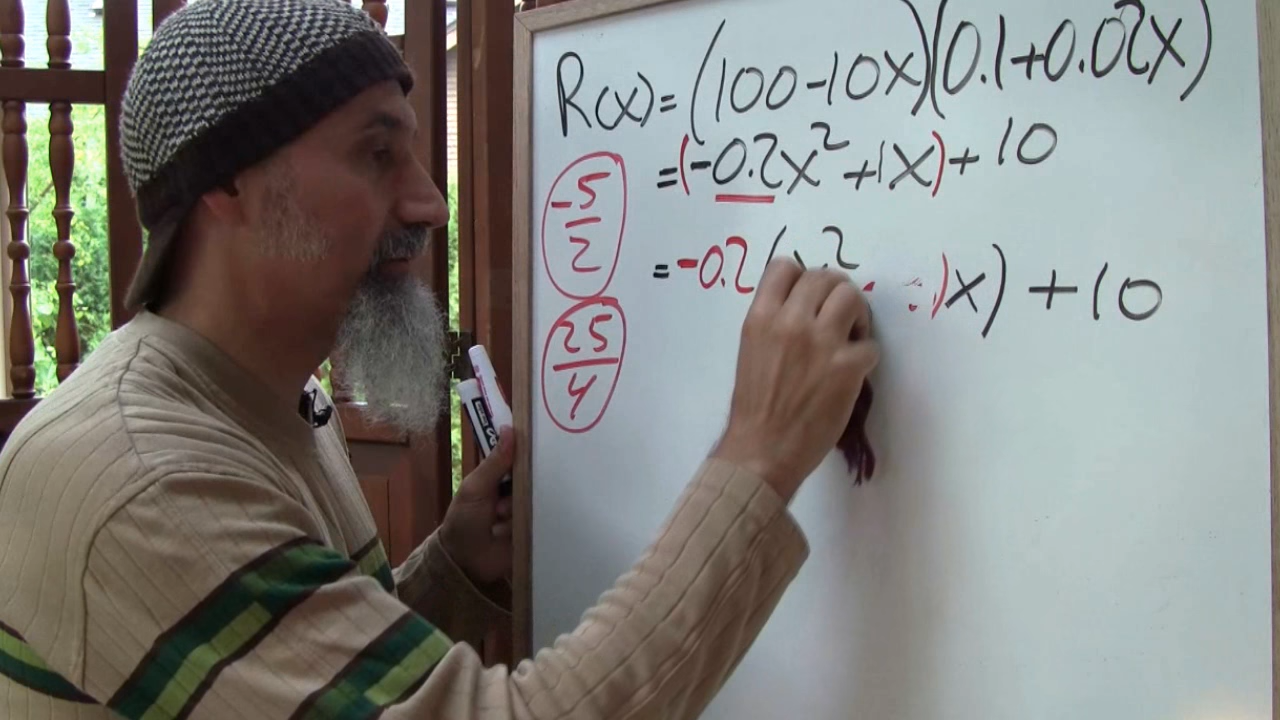 R(x) = (100-10x)(0.1+0.02x)
= (-0.2x² + 1x) + 10
= -0.2(x² x) + 10
-5/2
25/4